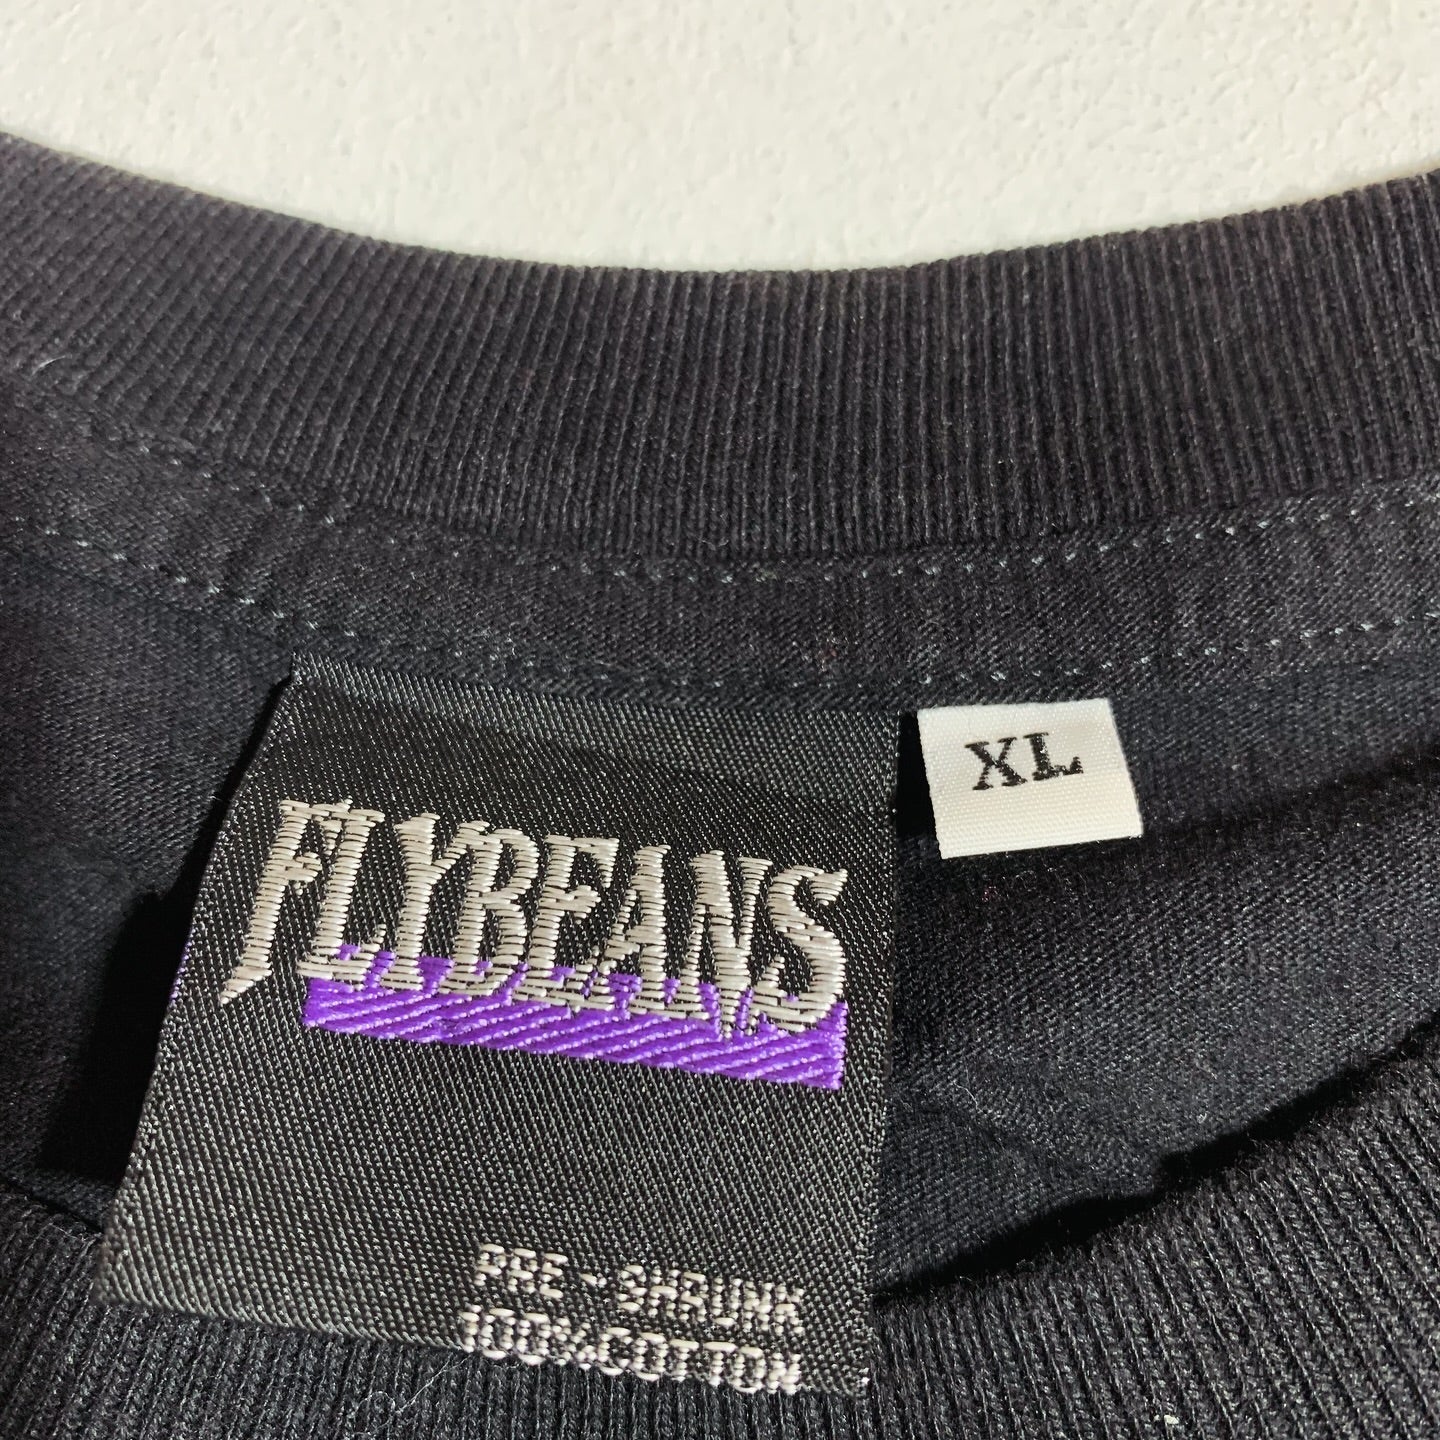 FLYBEANS
XL
PRE-SHRUNK
100%COTTON